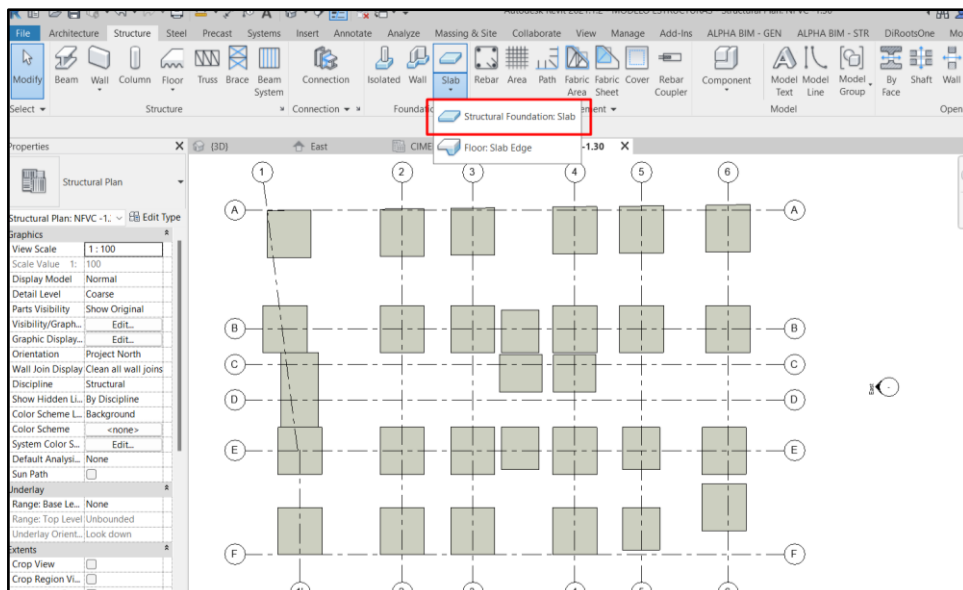 File Architecture Structure Steel Precast Systems Insert Annotate Analyze Massing & Site Collaborate View Manage Add-Ins ALPHA BIM - GEN ALPHA BIM - STR DiRootsOne
Modify Beam Wall Column Floor Truss Brace Beam System Connection Isolated Wall Slab Rebar Area Path Fabric Area Fabric Sheet Cover Rebar Coupler Component Model Text Model Line Model Group By Face Shaft Wall
Select Structure Connection Model
Structural Foundation: Slab
Floor: Slab Edge
Properties X {3D} East -1.30 X
Structural Plan
Structural Plan: NFVC -1.. Edit Type
Graphics
View Scale 1 : 100
Scale Value 1: 100
Display Model Normal
Detail Level Coarse
Parts Visibility Show Original
Visibility/Graph... Edit...
Graphic Display... Edit...
Orientation Project North
Wall Join Display Clean all wall joins
Discipline Structural
Show Hidden Li... By Discipline
Color Scheme L... Background
Color Scheme <none>
System Color S... Edit...
Default Analysi... None
Sun Path
Underlay
Range: Base Le... None
Range: Top Level Unbounded
Underlay Orient... Look down
Extents
Crop View
Crop Region Vi...
1 2 3 4 5 6
A A
B B
C C
D D
East
E E
F F